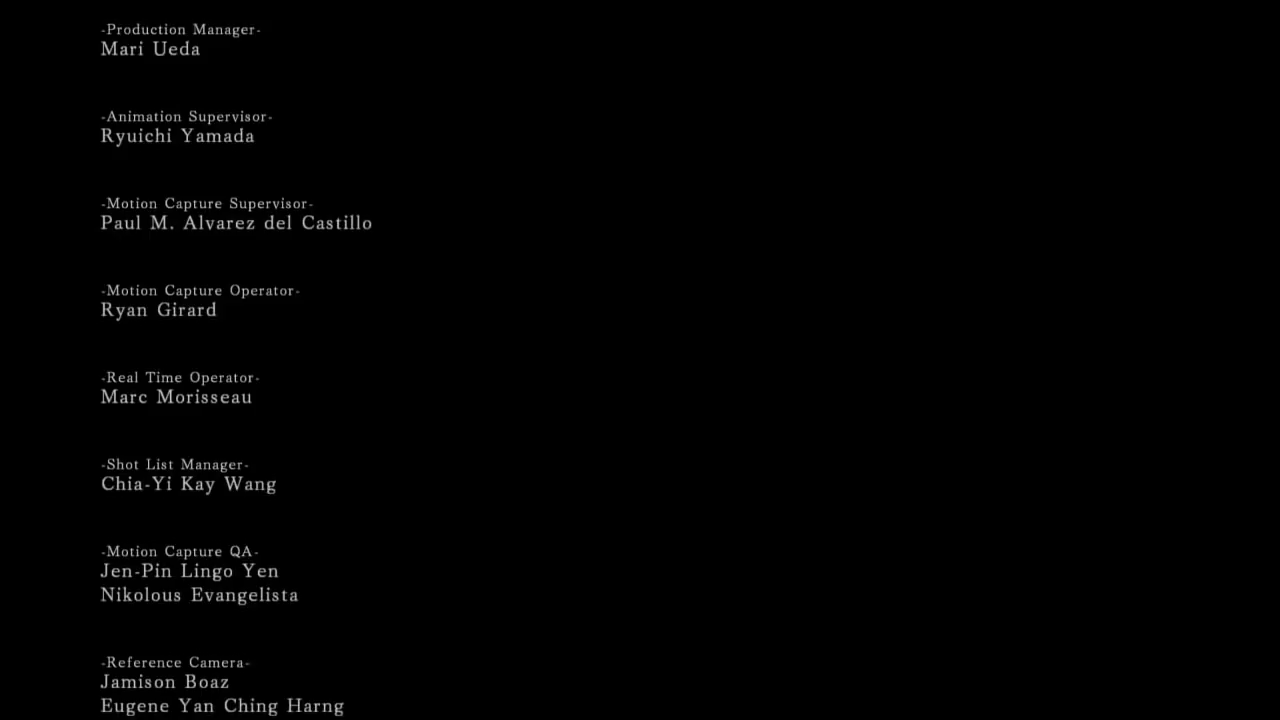 -Production Manager-
Mari Ueda
-Animation Supervisor-
Ryuichi Yamada
-Motion Capture Supervisor-
Paul M. Alvarez del Castillo
-Motion Capture Operator-
Ryan Girard
-Real Time Operator-
Marc Morisseau
-Shot List Manager-
Chia-Yi Kay Wang
-Motion Capture QA-
Jen-Pin Lingo Yen
Nikolous Evangelista
-Reference Camera-
Jamison Boaz
Eugene Yan Ching Harng